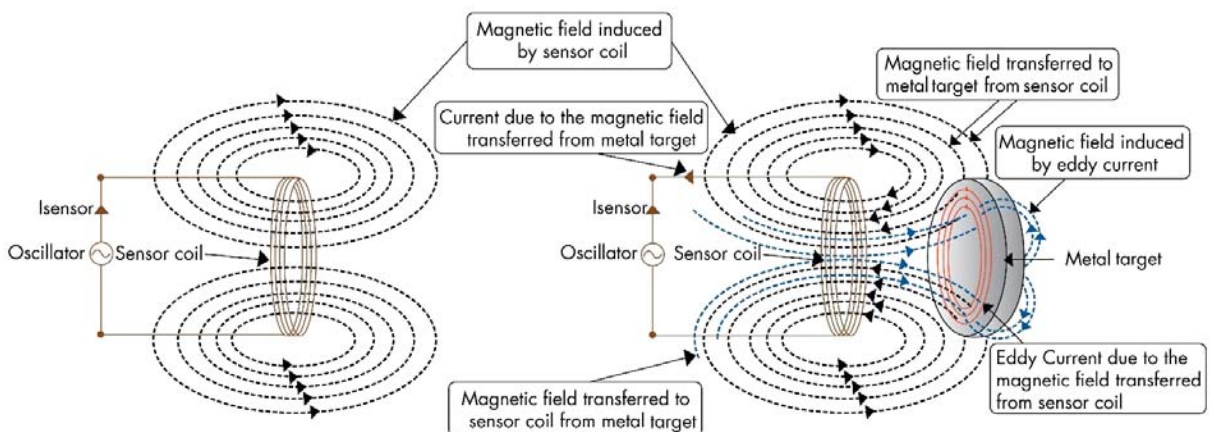 Magnetic field induced
by sensor coil
Isensor
Oscillator
Sensor coil
Current due to the magnetic field
transferred from metal target
Magnetic field transferred to
metal target from sensor coil
Magnetic field induced
by eddy current
Isensor
Oscillator
Sensor coil
Metal target
Magnetic field transferred to
sensor coil from metal target
Eddy Current due to the
magnetic field transferred
from sensor coil